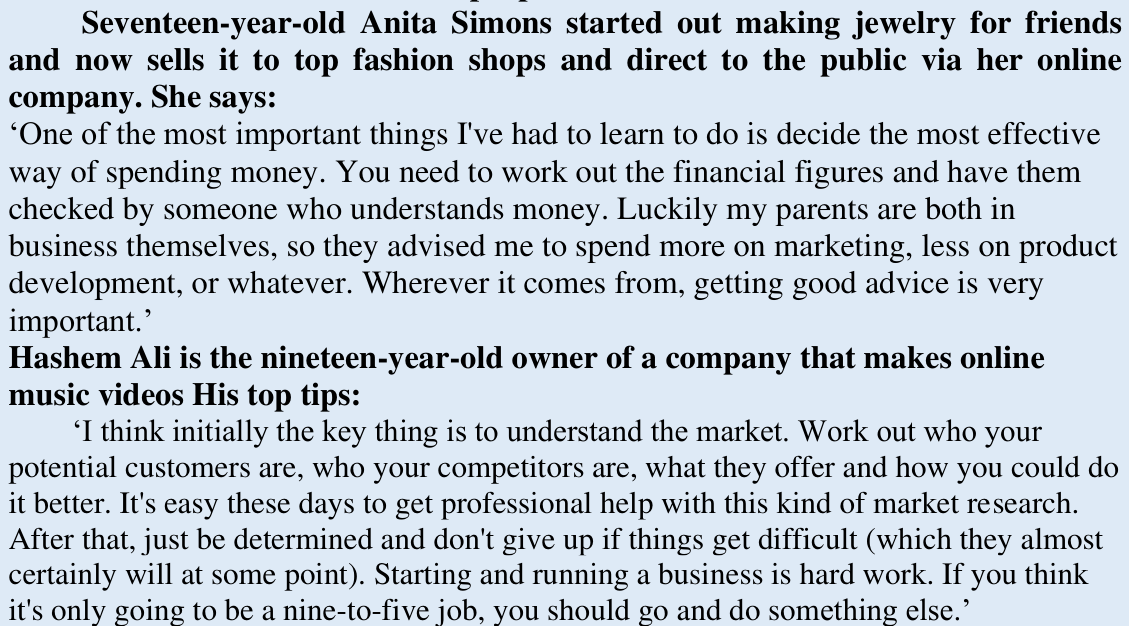 Seventeen-year-old Anita Simons started out making jewelry for friends
and now sells it to top fashion shops and direct to the public via her online
company. She says:
‘One of the most important things I've had to learn to do is decide the most effective
way of spending money. You need to work out the financial figures and have them
checked by someone who understands money. Luckily my parents are both in
business themselves, so they advised me to spend more on marketing, less on product
development, or whatever. Wherever it comes from, getting good advice is very
important.’
Hashem Ali is the nineteen-year-old owner of a company that makes online
music videos His top tips:
‘I think initially the key thing is to understand the market. Work out who your
potential customers are, who your competitors are, what they offer and how you could do
it better. It's easy these days to get professional help with this kind of market research.
After that, just be determined and don't give up if things get difficult (which they almost
certainly will at some point). Starting and running a business is hard work. If you think
it's only going to be a nine-to-five job, you should go and do something else.’